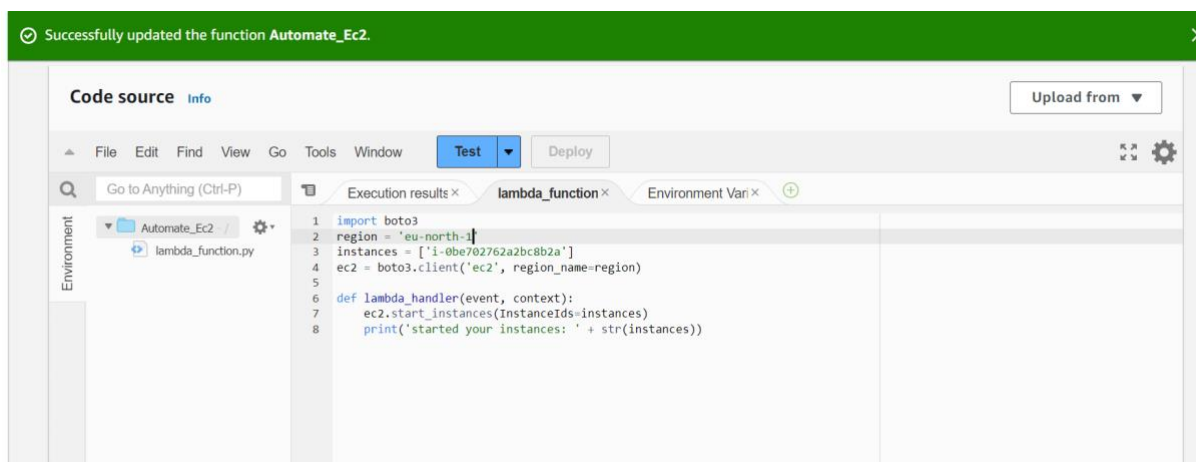 Successfully updated the function Automate_Ec2.
Code source Info
Upload from
File Edit Find View Go Tools Window Test Deploy
Go to Anything (Ctrl-P)
Execution results × lambda_function × Environment Vari ×
Environment
Automate_Ec2 - /
lambda_function.py
1 import boto3
2 region = 'eu-north-1'
3 instances = ['i-0be702762a2bc8b2a']
4 ec2 = boto3.client('ec2', region_name=region)
5
6 def lambda_handler(event, context):
7     ec2.start_instances(InstanceIds=instances)
8     print('started your instances: ' + str(instances))